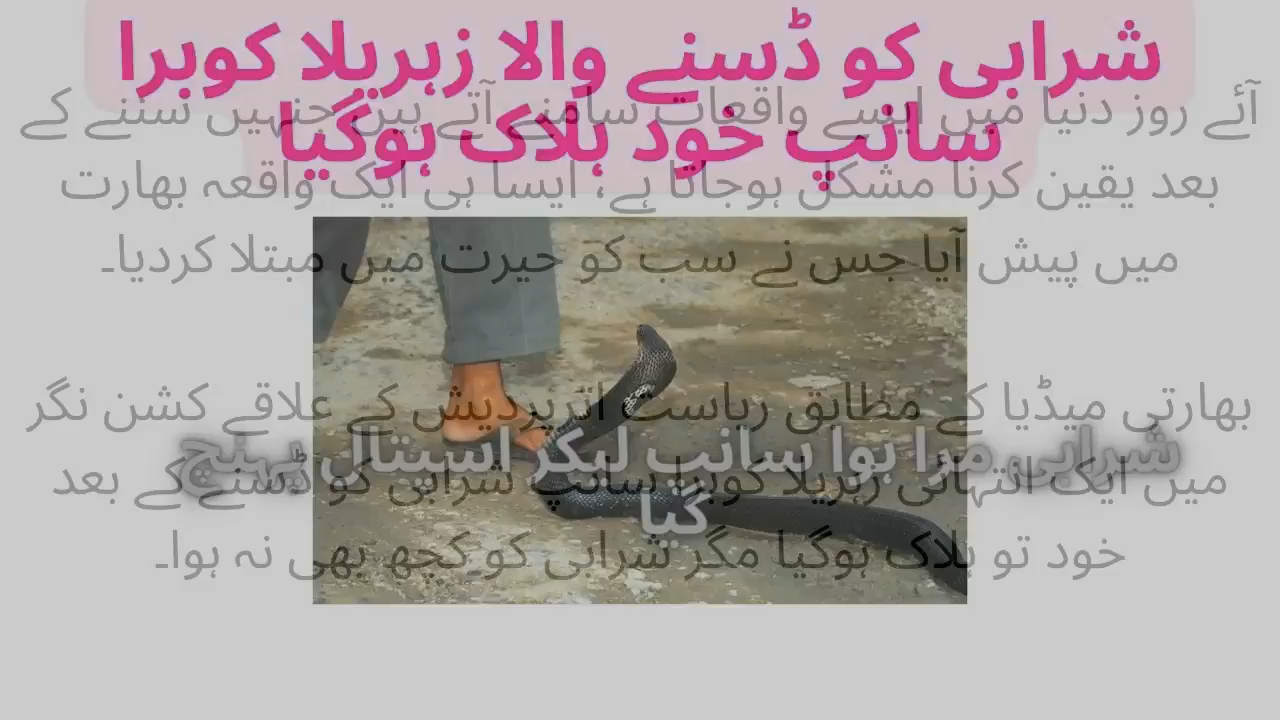 شرابی کو ڈسنے والا زہریلا کوبرا
سانپ خود ہلاک ہوگیا
آئے روز دنیا میں ایسے واقعات سامنے آتے ہیں جنہیں سننے کے
بعد یقین کرنا مشکل ہوجاتا ہے، ایسا ہی ایک واقعہ بھارت
میں پیش آیا جس نے سب کو حیرت میں مبتلا کردیا۔
بھارتی میڈیا کے مطابق ریاست اترپردیش کے علاقے کشن نگر
میں ایک انتہائی زہریلا کوبرا سانپ شرابی کو ڈسنے کے بعد
خود تو ہلاک ہوگیا مگر شرابی کو کچھ بھی نہ ہوا۔
شرابی مرا ہوا سانپ لیکر اسپتال پہنچ
گیا